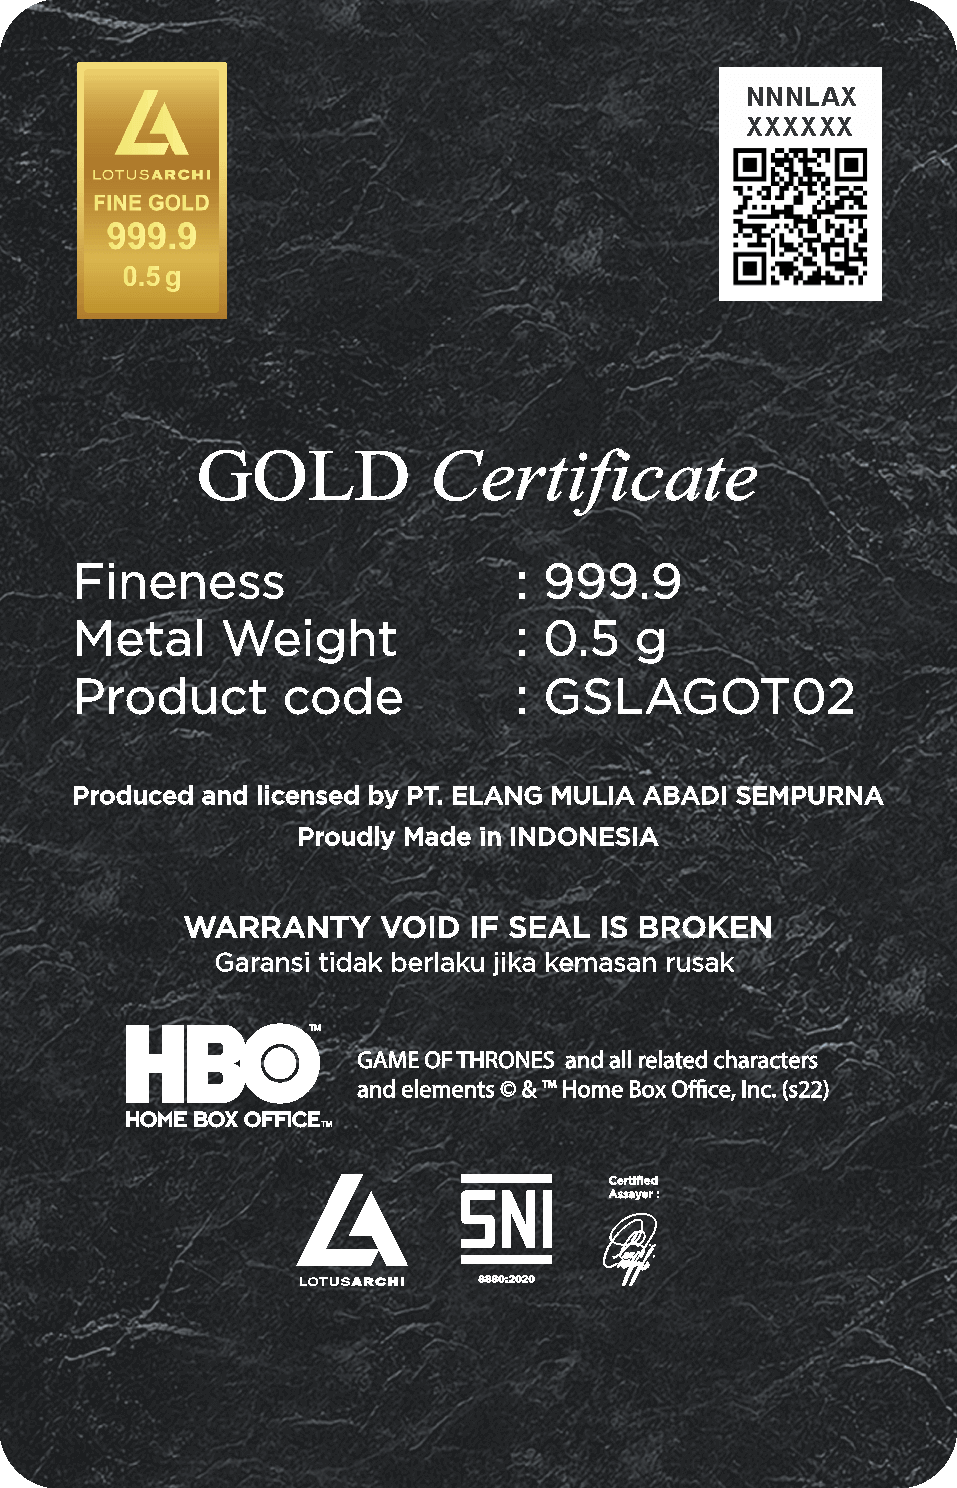 LOTUSARCHI
FINE GOLD
999.9
0.5 g
NNNLAX
XXXXXX
GOLD Certificate
Fineness : 999.9
Metal Weight : 0.5 g
Product code : GSLAGOT02
Produced and licensed by PT. ELANG MULIA ABADI SEMPURNA
Proudly Made in INDONESIA
WARRANTY VOID IF SEAL IS BROKEN
Garansi tidak berlaku jika kemasan rusak
HBO™
HOME BOX OFFICE™
GAME OF THRONES and all related characters
and elements © & ™ Home Box Office, Inc. (s22)
LOTUSARCHI
SNI
8880:2020
Certified
Assayer :